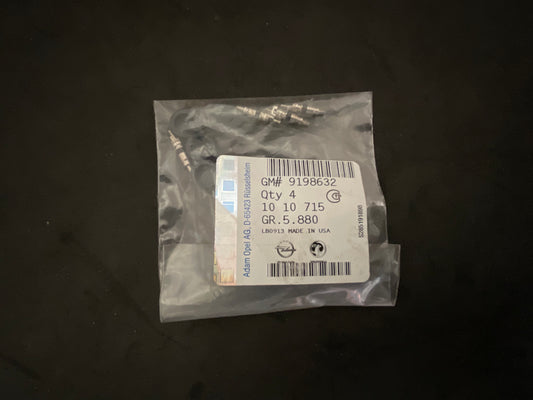 GM# 9198632
Qty 4
10 10 715
GR.5.880
LB0913 MADE IN USA
Adam Opel AG, D-65423 Rüsselsheim